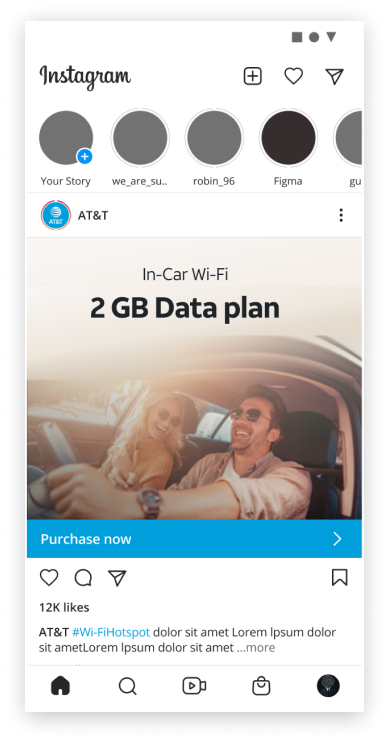 Instagram
Your Story
we_are_su..
robin_96
Figma
gu
AT&T
AT&T
In-Car Wi-Fi
2 GB Data plan
Purchase now
12K likes
AT&T #Wi-FiHotspot dolor sit amet Lorem lpsum dolor
sit ametLorem lpsum dolor sit amet ...more